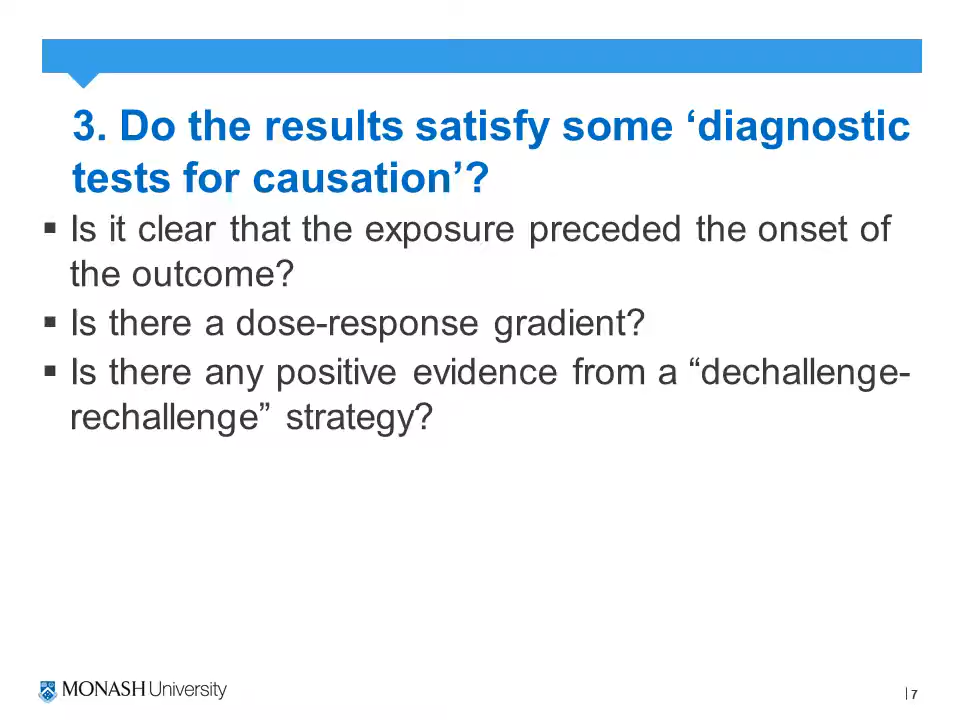 3. Do the results satisfy some ‘diagnostic
tests for causation’?
▪ Is it clear that the exposure preceded the onset of
the outcome?
▪ Is there a dose-response gradient?
▪ Is there any positive evidence from a “dechallenge-
rechallenge” strategy?
MONASH University
| 7